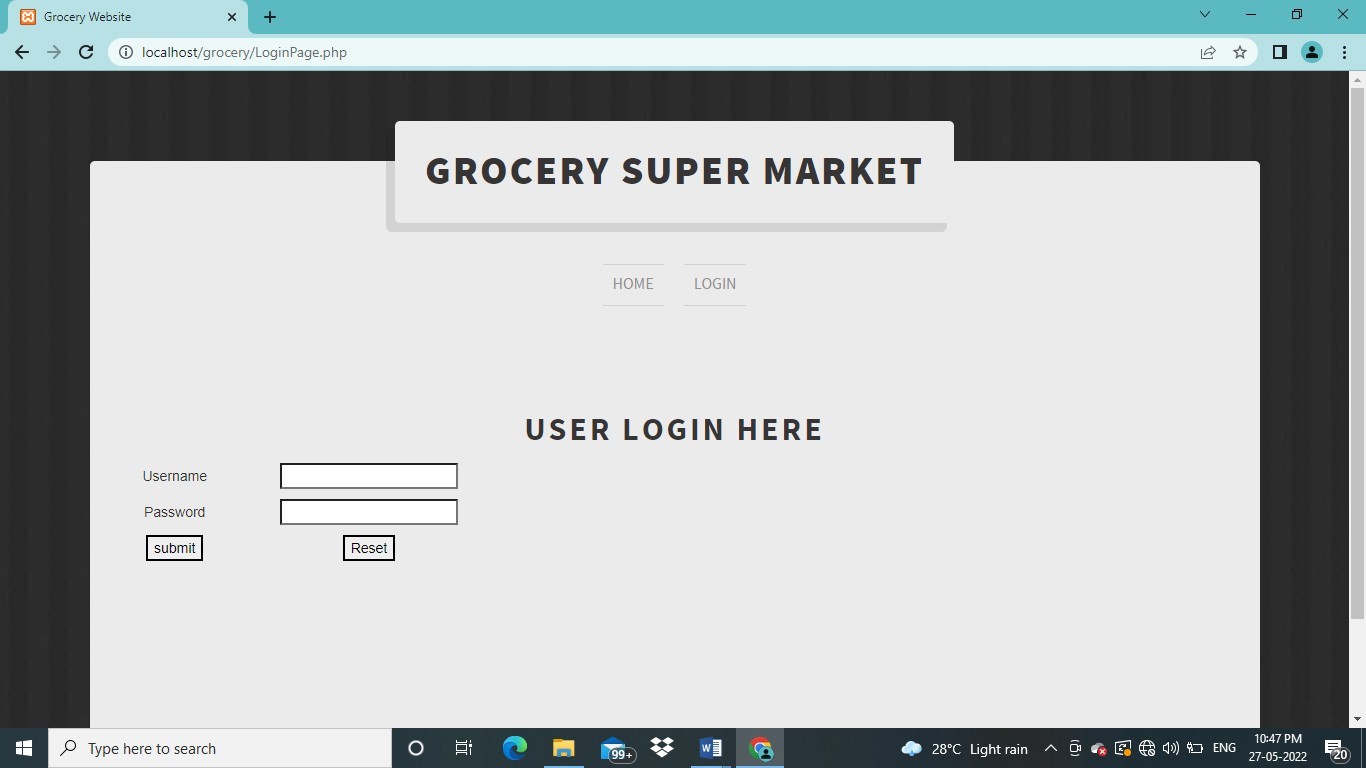 Grocery Website
localhost/grocery/LoginPage.php
GROCERY SUPER MARKET
HOME LOGIN
USER LOGIN HERE
Username
Password
submit Reset
Type here to search
99+
28°C Light rain
ENG
10:47 PM
27-05-2022
20